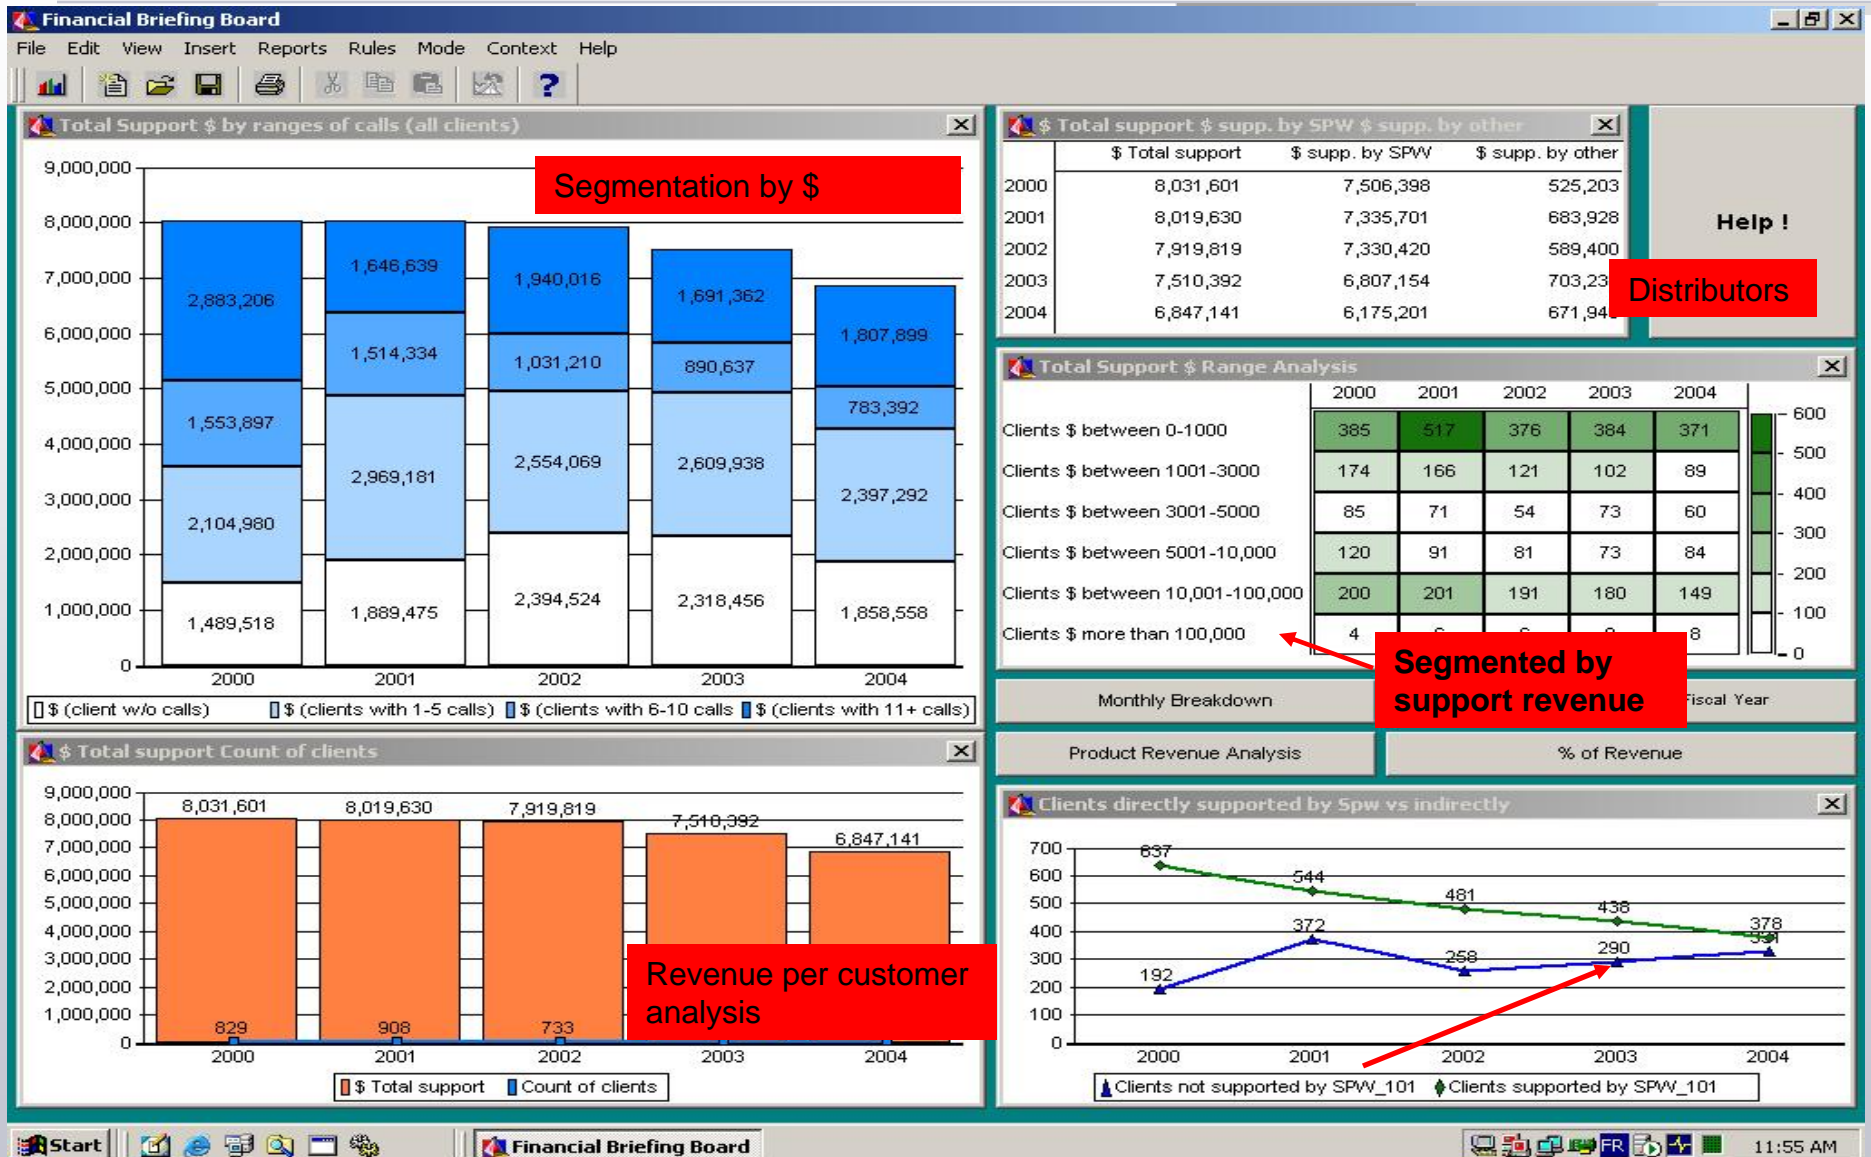 Financial Briefing Board
File Edit View Insert Reports Rules Mode Context Help
Total Support $ by ranges of calls (all clients)
Segmentation by $
9,000,000
8,000,000
7,000,000
6,000,000
5,000,000
4,000,000
3,000,000
2,000,000
1,000,000
0
2,883,206 1,646,639 1,940,016 1,691,362 1,807,899
1,553,897 1,514,334 1,031,210 890,637 783,392
2,104,980 2,969,181 2,554,069 2,609,938 2,397,292
1,489,518 1,889,475 2,394,524 2,318,456 1,858,558
2000 2001 2002 2003 2004
$ (client w/o calls) $ (clients with 1-5 calls) $ (clients with 6-10 calls $ (clients with 11+ calls)
$ Total support Count of clients
9,000,000
8,000,000
7,000,000
6,000,000
5,000,000
4,000,000
3,000,000
2,000,000
1,000,000
0
8,031,601 8,019,630 7,919,819 7,510,392 6,847,141
829 908 733
Revenue per customer
analysis
2000 2001 2002 2003 2004
$ Total support Count of clients
$ Total support $ supp. by SPW $ supp. by other
$ Total support $ supp. by SPW $ supp. by other
2000 8,031,601 7,506,398 525,203
2001 8,019,630 7,335,701 683,928
2002 7,919,819 7,330,420 589,400
2003 7,510,392 6,807,154 703,23
2004 6,847,141 6,175,201 671,94
Help !
Distributors
Total Support $ Range Analysis
2000 2001 2002 2003 2004
Clients $ between 0-1000 385 517 376 384 371
Clients $ between 1001-3000 174 166 121 102 89
Clients $ between 3001-5000 85 71 54 73 60
Clients $ between 5001-10,000 120 91 81 73 84
Clients $ between 10,001-100,000 200 201 191 180 149
Clients $ more than 100,000 4 8
600
500
400
300
200
100
0
Segmented by
support revenue
Monthly Breakdown
Fiscal Year
Product Revenue Analysis
% of Revenue
Clients directly supported by Spw vs indirectly
700
600
500
400
300
200
100
0
637 544 481 438 378
192 372 258 290 331
2000 2001 2002 2003 2004
Clients not supported by SPW_101 Clients supported by SPW_101
Start Financial Briefing Board FR 11:55 AM